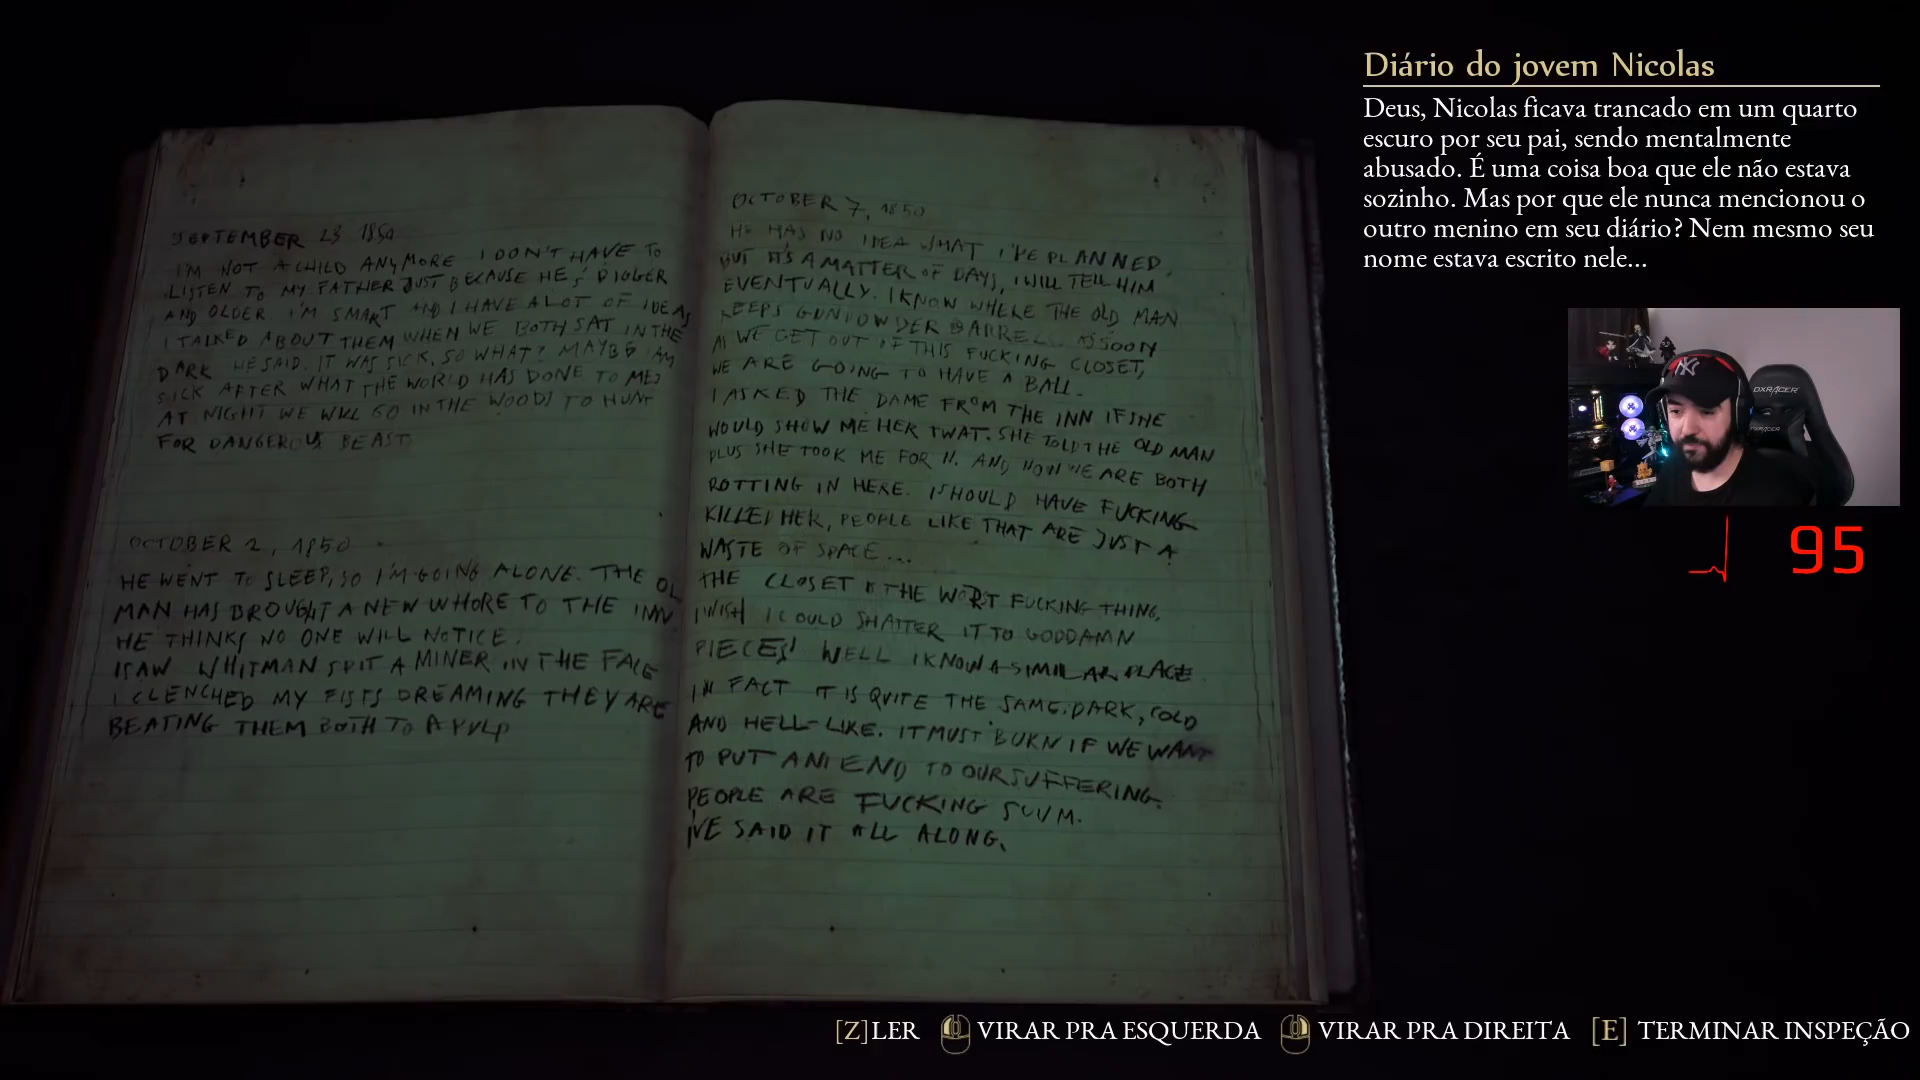 SEPTEMBER 23 1850
I'M NOT A CHILD ANYMORE I DON'T HAVE TO
LISTEN TO MY FATHER JUST BECAUSE HE'S BIGGER
AND OLDER I'M SMART AND I HAVE A LOT OF IDEAS
I TALKED ABOUT THEM WHEN WE BOTH SAT IN THE
DARK HE SAID. IT WAS SICK, SO WHAT? MAYBE I AM
SICK AFTER WHAT THE WORLD HAS DONE TO ME?
AT NIGHT WE WILL GO IN THE WOODS TO HUNT
FOR DANGEROUS BEAST
OCTOBER 2, 1850
HE WENT TO SLEEP, SO I'M GOING ALONE. THE OL
MAN HAS BROUGHT A NEW WHORE TO THE INN.
HE THINKS NO ONE WILL NOTICE.
I SAW WHITMAN SPIT A MINER IN THE FACE
I CLENCHED MY FISTS DREAMING THEY ARE
BEATING THEM BOTH TO A PULP
OCTOBER 7, 1850
HE HAS NO IDEA WHAT I'VE PLANNED.
BUT IT'S A MATTER OF DAYS, I WILL TELL HIM
EVENTUALLY. I KNOW WHERE THE OLD MAN
KEEPS GUNPOWDER BARREL... AS SOON
AS WE GET OUT OF THIS FUCKING CLOSET,
WE ARE GOING TO HAVE A BALL.
I ASKED THE DAME FROM THE INN IF SHE
WOULD SHOW ME HER TWAT. SHE TOLD THE OLD MAN
PLUS SHE TOOK ME FOR N. AND NOW WE ARE BOTH
ROTTING IN HERE. I SHOULD HAVE FUCKING
KILLED HER, PEOPLE LIKE THAT ARE JUST A
WASTE OF SPACE...
THE CLOSET IS THE WORST FUCKING THING.
I WISH I COULD SHATTER IT TO GODDAMN
PIECES! WELL I KNOW A SIMILAR PLACE
IN FACT IT IS QUITE THE SAME. DARK, COLD
AND HELL-LIKE. IT MUST BURN IF WE WANT
TO PUT AN END TO OUR SUFFERING.
PEOPLE ARE FUCKING SCUM.
I'VE SAID IT ALL ALONG.
Diário do jovem Nicolas
Deus, Nicolas ficava trancado em um quarto
escuro por seu pai, sendo mentalmente
abusado. É uma coisa boa que ele não estava
sozinho. Mas por que ele nunca mencionou o
outro menino em seu diário? Nem mesmo seu
nome estava escrito nele...
DXRACER
95
[Z] LER VIRAR PRA ESQUERDA VIRAR PRA DIREITA [E] TERMINAR INSPEÇÃO